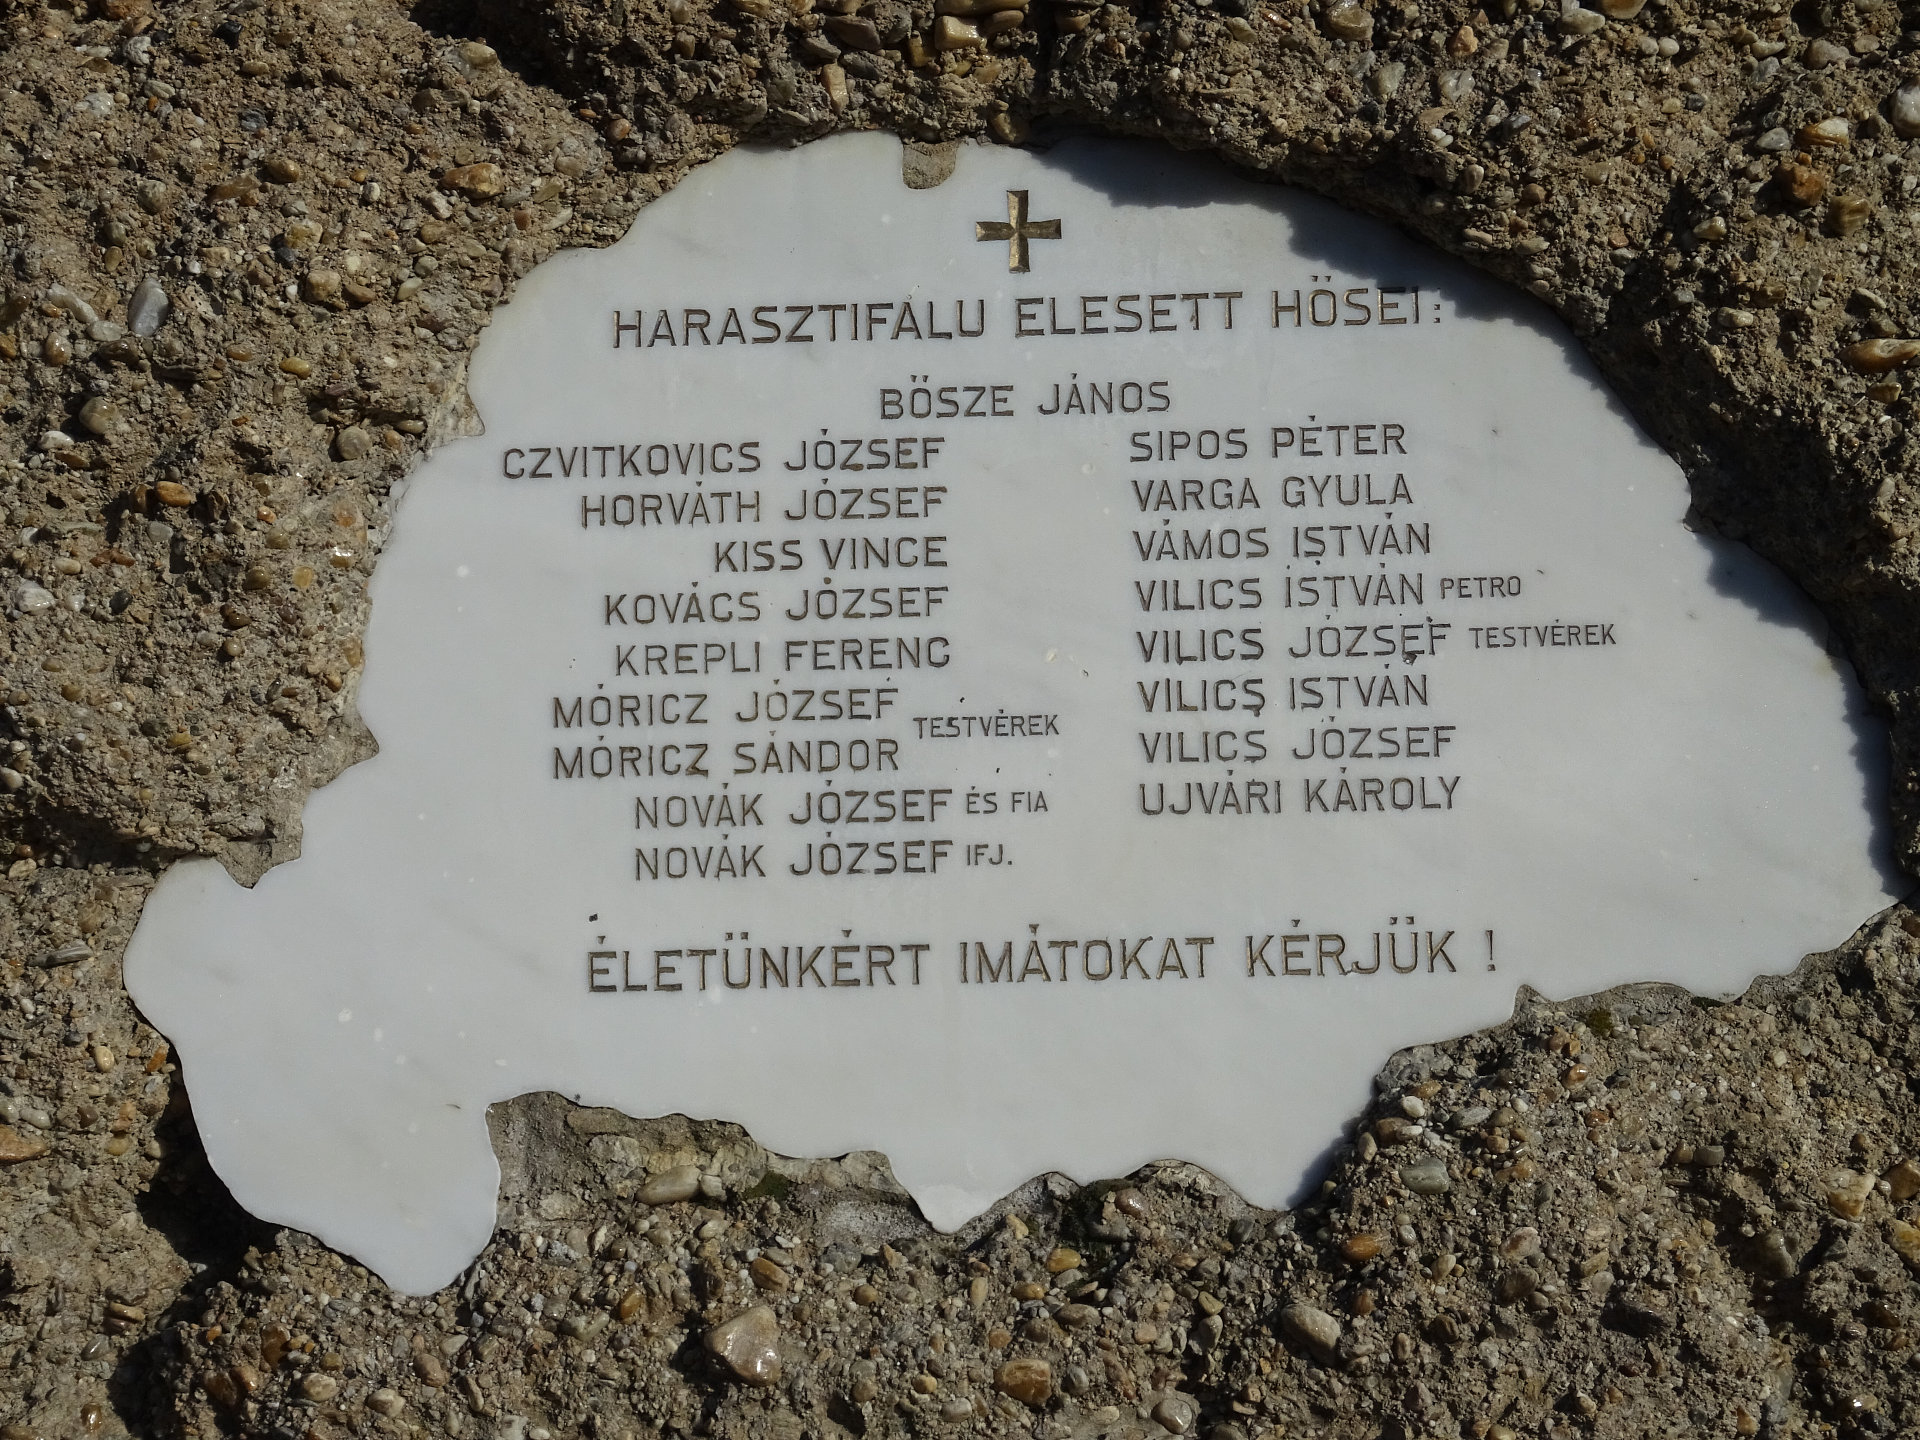 HARASZTIFALU ELESETT HŐSEI:
BŐSZE JÁNOS
CZVITKOVICS JÓZSEF
HORVÁTH JÓZSEF
KISS VINCE
KOVÁCS JÓZSEF
KREPLI FERENC
MÓRICZ JÓZSEF
TESTVÉREK
MÓRICZ SÁNDOR
NOVÁK JÓZSEF ÉS FIA
NOVÁK JÓZSEF IFJ.
SIPOS PÉTER
VARGA GYULA
VÁMOS ISTVÁN
VILICS ISTVÁN PETRO
VILICS JÓZSEF TESTVÉREK
VILICS ISTVÁN
VILICS JÓZSEF
UJVÁRI KÁROLY
ÉLETÜNKÉRT IMÁTOKAT KÉRJÜK !